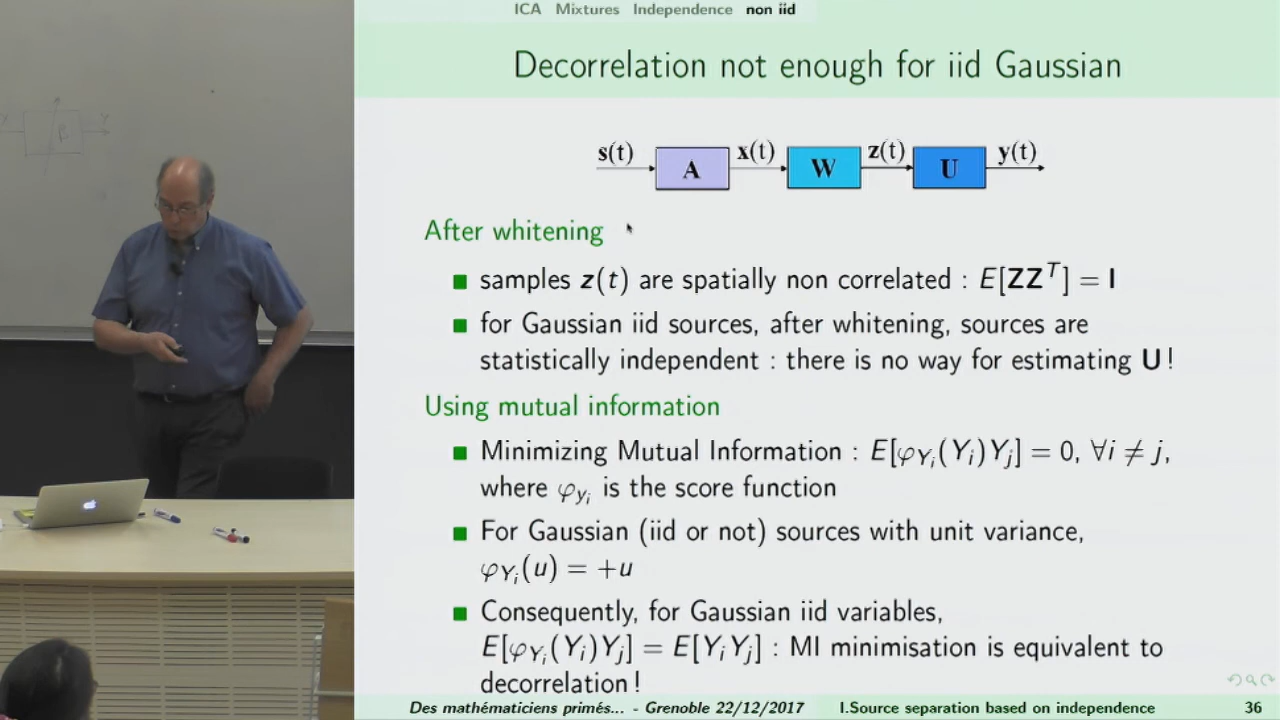 ICA Mixtures Independence non iid
Decorrelation not enough for iid Gaussian
s(t) A x(t) W z(t) U y(t)
After whitening
samples z(t) are spatially non correlated : E[ZZ^T] = I
for Gaussian iid sources, after whitening, sources are
statistically independent : there is no way for estimating U !
Using mutual information
Minimizing Mutual Information : E[φ_{Y_i}(Y_i)Y_j] = 0, ∀i ≠ j,
where φ_{y_i} is the score function
For Gaussian (iid or not) sources with unit variance,
φ_{Y_i}(u) = +u
Consequently, for Gaussian iid variables,
E[φ_{Y_i}(Y_i)Y_j] = E[Y_iY_j] : MI minimisation is equivalent to
decorrelation !
Des mathématiciens primés... - Grenoble 22/12/2017 I.Source separation based on independence 36